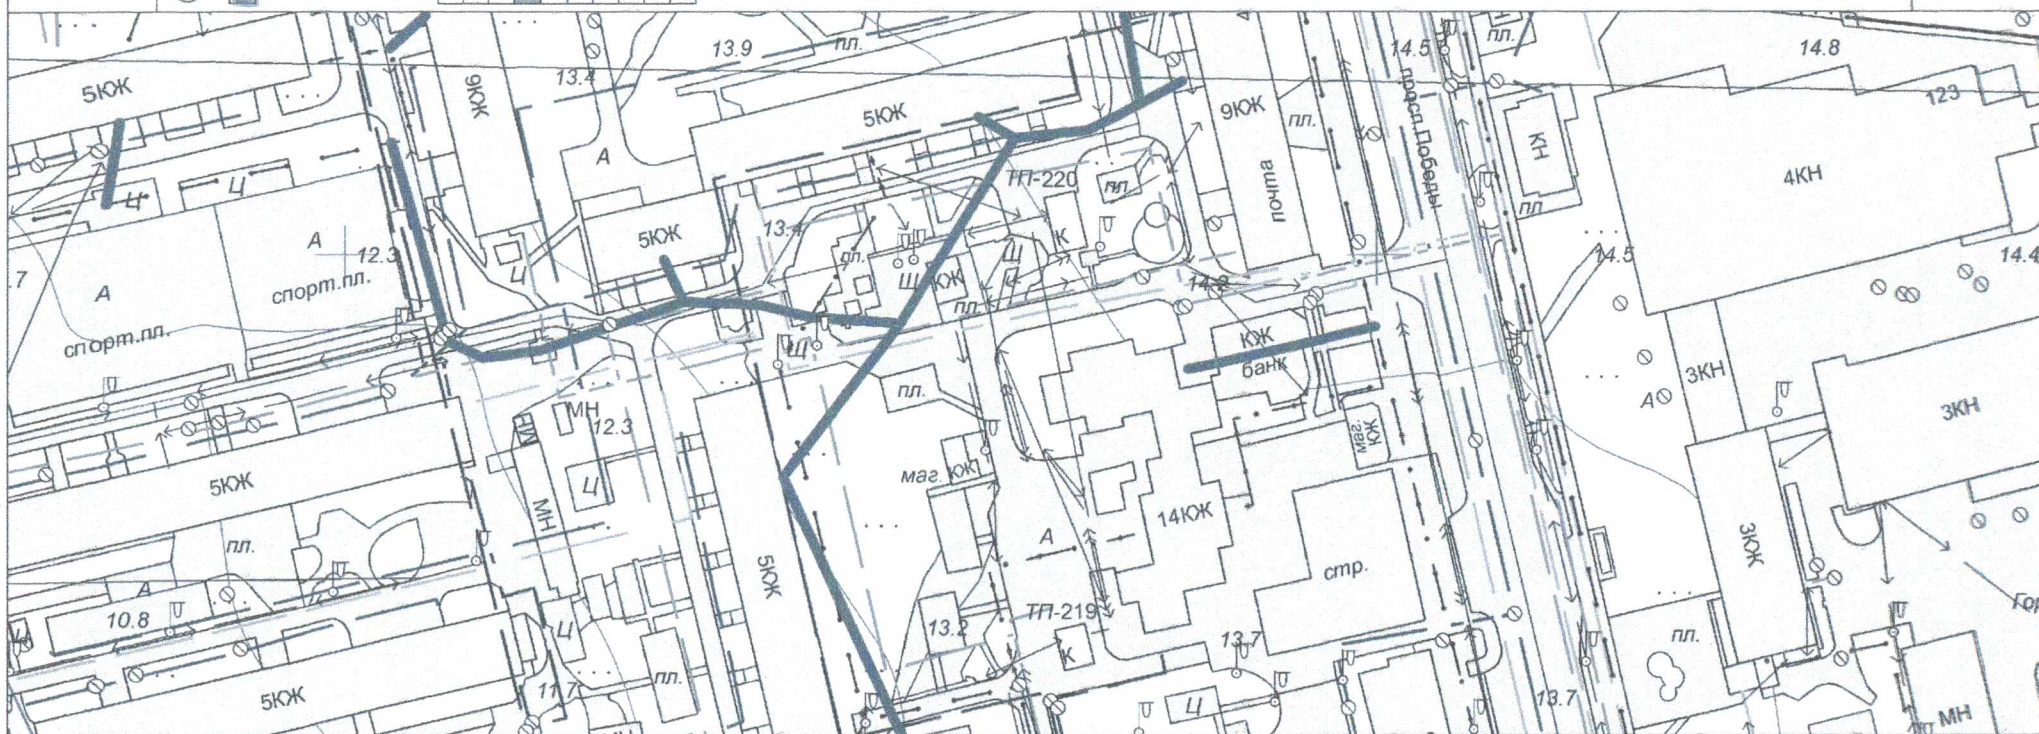 13.9
пл.
14.5
пл.
14.8
5КЖ
9КЖ
13.4
123
5КЖ
9КЖ
пл.
просп.Победы
КН
4КН
А
ТП-220
пл.
почта
пл.
Ц
Ц
13.4
5КЖ
А
12.3
спорт.пл.
Ц
пл.
Щ
КЖ
Щ
Ц
К
14.5
14.4
.7
А
спорт.пл.
пл.
14.2
Щ
КЖ
банк
3КН
А
3КН
пл.
МН
12.3
МН
маг.
КЖ
маг. КЖ
5КЖ
Ц
МН
14КЖ
А
пл.
5КЖ
стр.
3КЖ
А
10.8
Ц
Ц
13.2
ТП-219
К
13.7
пл.
Гор
5КЖ
11.7
пл.
Ц
13.7
МН